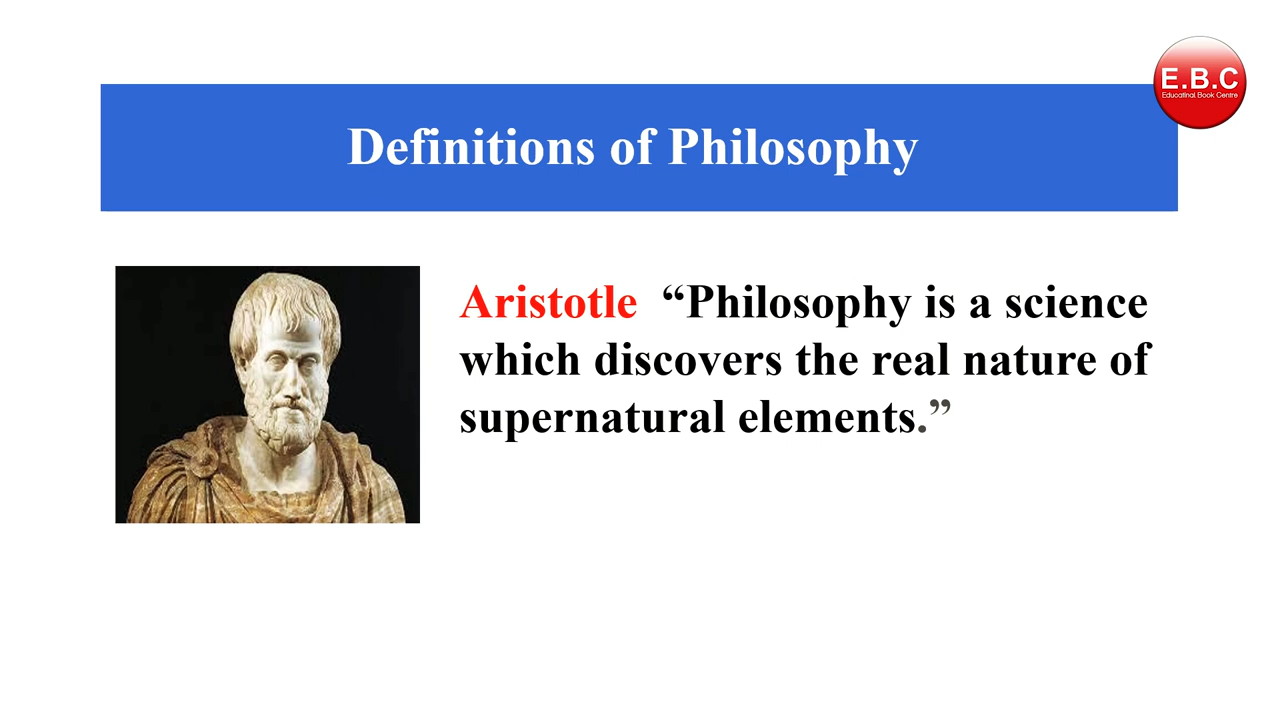 E.B.C
Educatinal Book Centre
Definitions of Philosophy
Aristotle “Philosophy is a science
which discovers the real nature of
supernatural elements.”